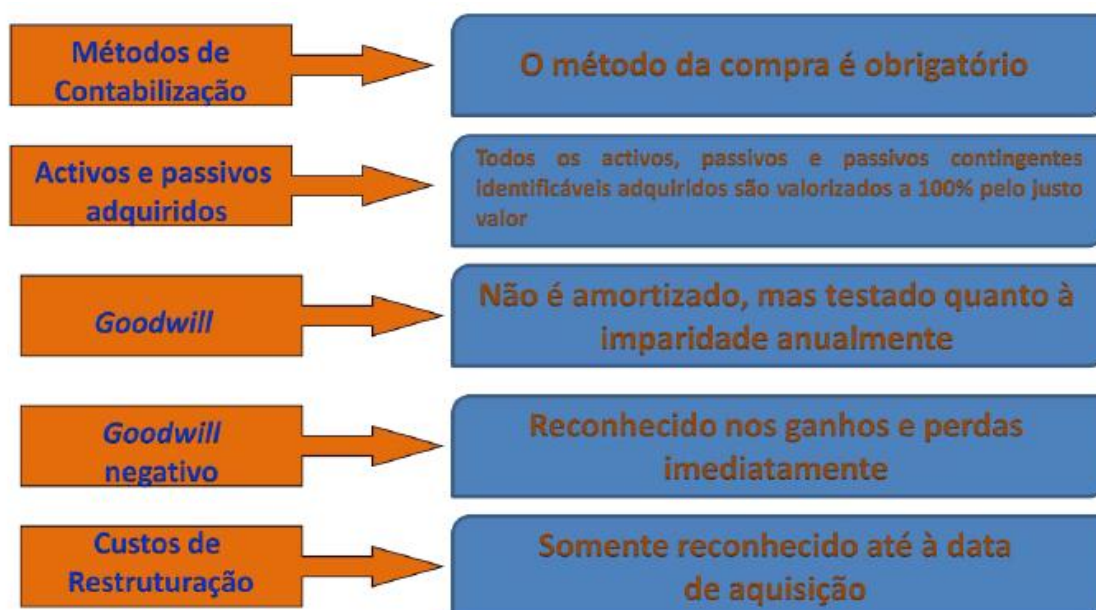 Métodos de
Contabilização
O método da compra é obrigatório
Activos e passivos
adquiridos
Todos os activos, passivos e passivos contingentes
identificáveis adquiridos são valorizados a 100% pelo justo
valor
Goodwill
Não é amortizado, mas testado quanto à
imparidade anualmente
Goodwill
negativo
Reconhecido nos ganhos e perdas
imediatamente
Custos de
Restruturação
Somente reconhecido até à data
de aquisição